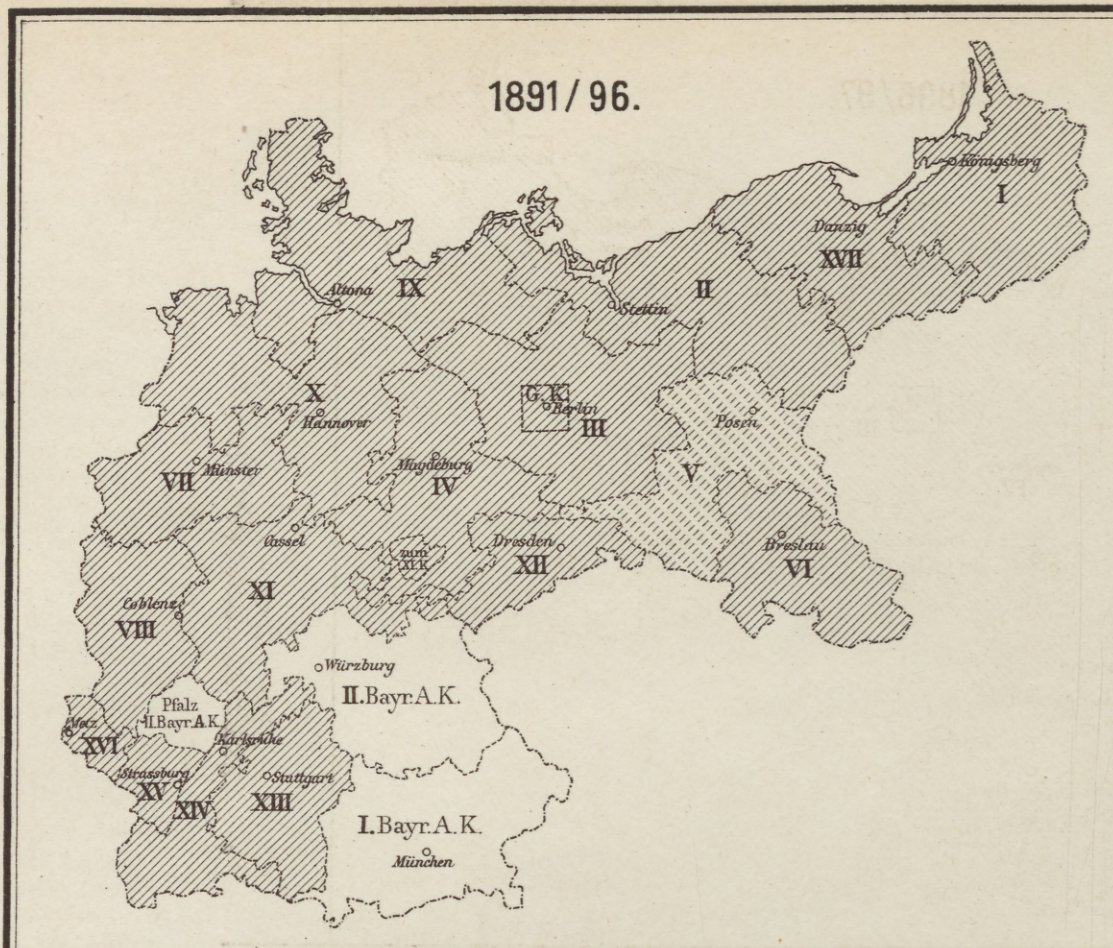 1891/96.
Königsberg
I
Danzig
XVII
IX
II
Altona
Stettin
X
G.K.
Berlin
Hannover
III
Posen
VII
Münster
Magdeburg
IV
V
Cassel
zum
XI.K.
Dresden
XII
Breslau
VI
XI
Coblenz
VIII
Würzburg
II.Bayr.A.K.
Pfalz
II.Bayr.A.K.
Metz
XVI
Karlsruhe
Strassburg
XV
XIV
Stuttgart
XIII
I.Bayr.A.K.
München